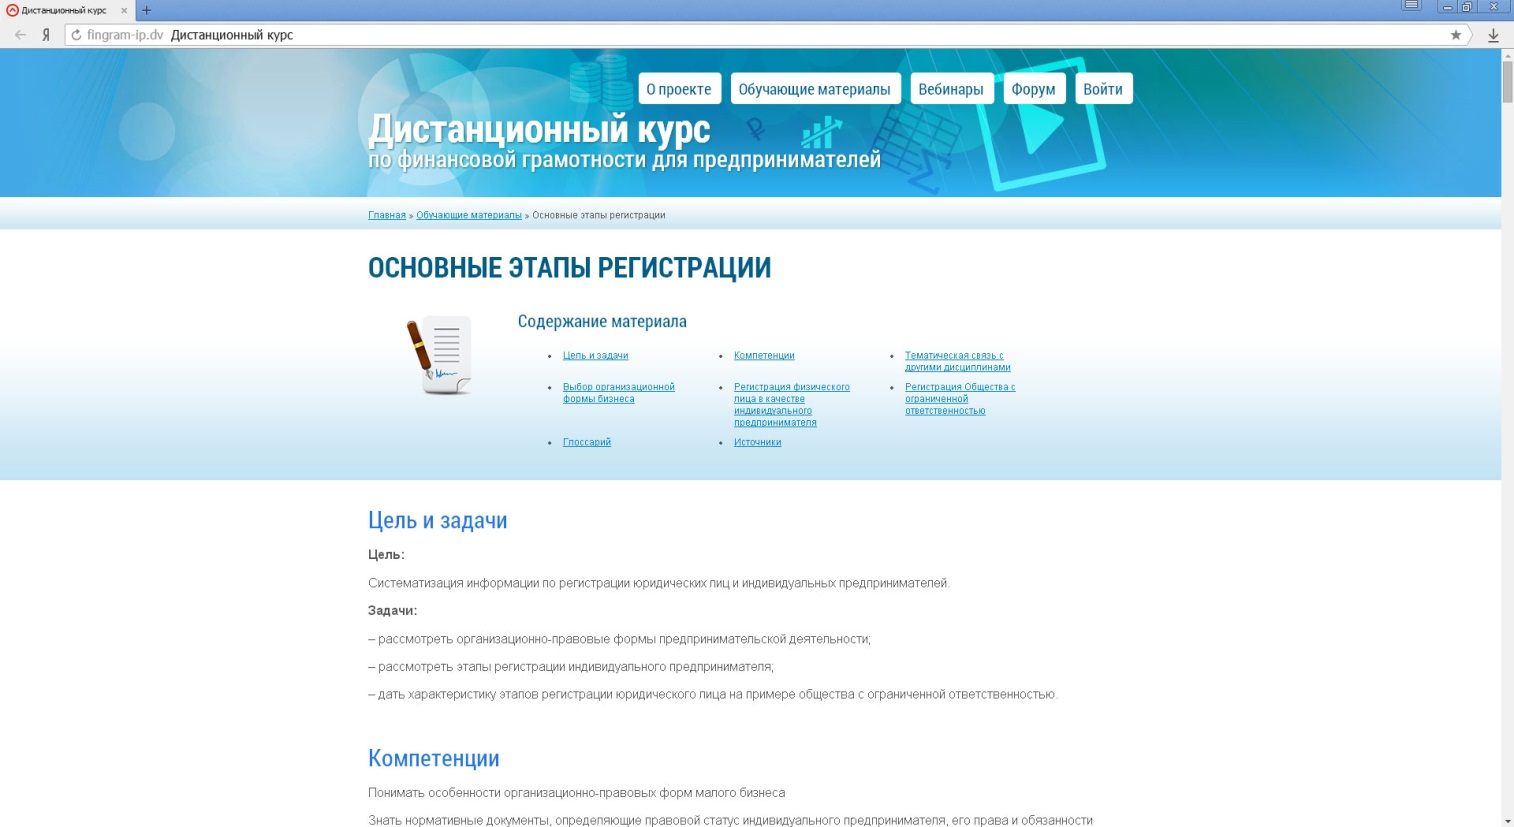 Дистанционный курс
fingram-ip.dv Дистанционный курс
О проекте
Обучающие материалы
Вебинары
Форум
Войти
Дистанционный курс
по финансовой грамотности для предпринимателей
Главная » Обучающие материалы » Основные этапы регистрации
ОСНОВНЫЕ ЭТАПЫ РЕГИСТРАЦИИ
Содержание материала
• Цель и задачи
• Компетенции
• Тематическая связь с
другими дисциплинами
• Выбор организационной
формы бизнеса
• Регистрация физического
лица в качестве
индивидуального
предпринимателя
• Регистрация Общества с
ограниченной
ответственностью
• Глоссарий
• Источники
Цель и задачи
Цель:
Систематизация информации по регистрации юридических лиц и индивидуальных предпринимателей.
Задачи:
– рассмотреть организационно-правовые формы предпринимательской деятельности;
– рассмотреть этапы регистрации индивидуального предпринимателя;
– дать характеристику этапов регистрации юридического лица на примере общества с ограниченной ответственностью.
Компетенции
Понимать особенности организационно-правовых форм малого бизнеса
Знать нормативные документы, определяющие правовой статус индивидуального предпринимателя, его права и обязанности